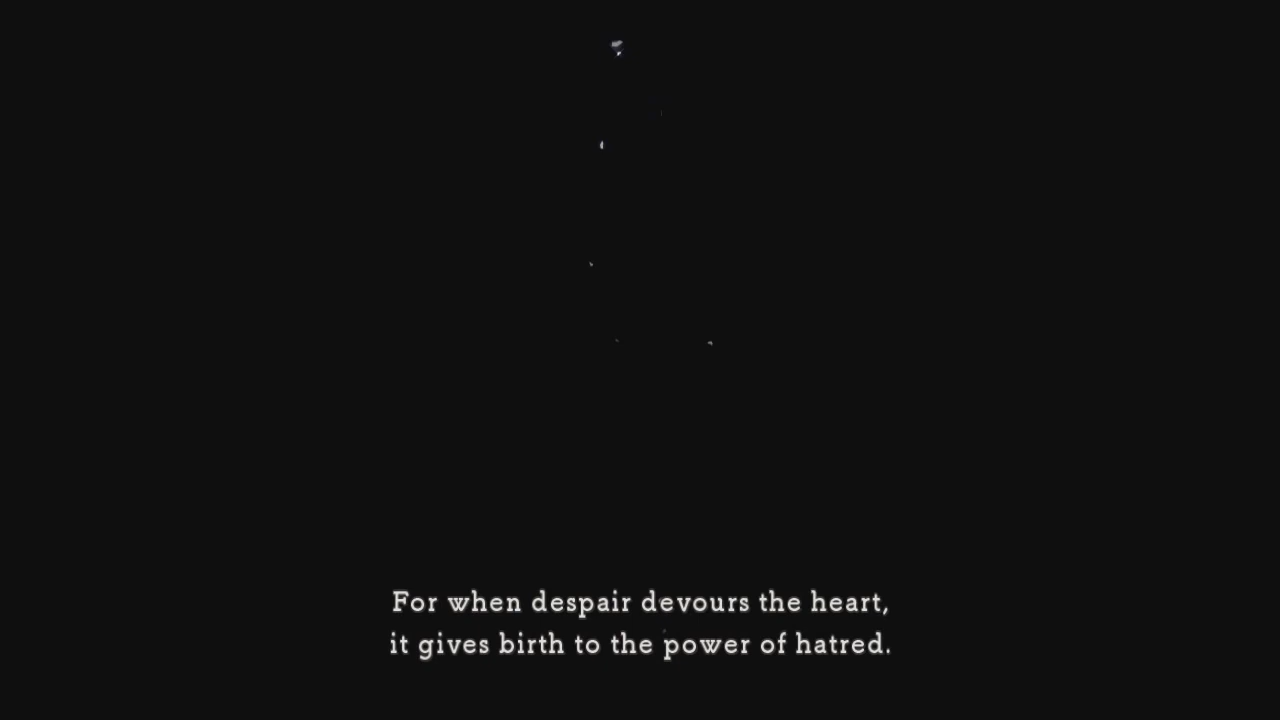 For when despair devours the heart,
it gives birth to the power of hatred.